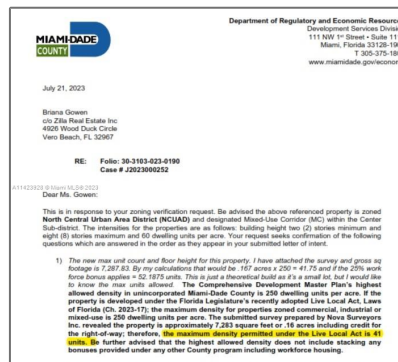 Department of Regulatory and Economic
Development Services
111 NW 1st Street • Suite
Miami, Florida
T
www.miamidade.gov/
MIAMI-DADE
COUNTY
July 21, 2023
Briana Gowen
c/o Zilla Real Estate Inc
4926 Wood Duck Circle
Vero Beach, FL 32967
RE: Folio: 30-3103-023-0190
Case # J2023000252
A11423928 @ Miami MLS® 2023
Dear Ms. Gowen:
This is in response to your zoning verification request. Be advised the above referenced property is zoned
North Central Urban Area District (NCUAD) and designated Mixed-Use Corridor (MC) within the Center
Sub-district. The intensities for the properties are as follows: building height two (2) stories minimum and
eight (8) stories maximum and 60 dwelling units per acre. Your request seeks confirmation of the following
questions which are answered in the order as they appear in your submitted letter of intent.
1) The new max unit count and floor height for this property. I have attached the survey and gross sq
footage is 7,287.83. By my calculations that would be .167 acres x 250 = 41.75 and if the 25% work
force bonus applies = 52.1875 units. This is just a theoretical build as it's a small lot, but I would like
to know the max units allowed. The Comprehensive Development Master Plan's highest
allowed density in unincorporated Miami-Dade County is 250 dwelling units per acre. If the
property is developed under the Florida Legislature's recently adopted Live Local Act, Laws
of Florida (Ch. 2023-17); the maximum density for properties zoned commercial, industrial or
mixed-use is 250 dwelling units per acre. The submitted survey prepared by Nova Surveyors
Inc. revealed the property is approximately 7,283 square feet or .16 acres including credit for
the right-of-way; therefore, the maximum density permitted under the Live Local Act is 41
units. Be further advised that the highest allowed density does not include stacking any
bonuses provided under any other County program including workforce housing.